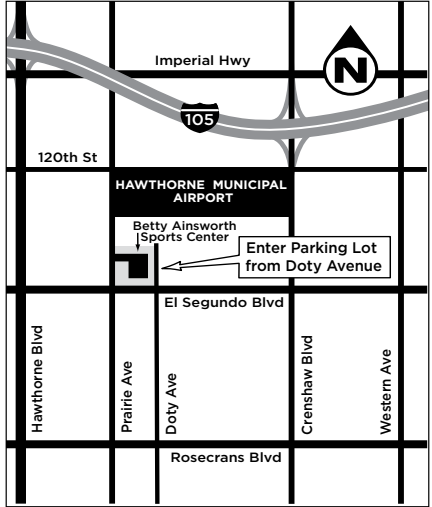 Imperial Hwy
N
105
120th St
HAWTHORNE MUNICIPAL
AIRPORT
Betty Ainsworth
Sports Center
Enter Parking Lot
from Doty Avenue
El Segundo Blvd
Hawthorne Blvd
Prairie Ave
Doty Ave
Crenshaw Blvd
Western Ave
Rosecrans Blvd